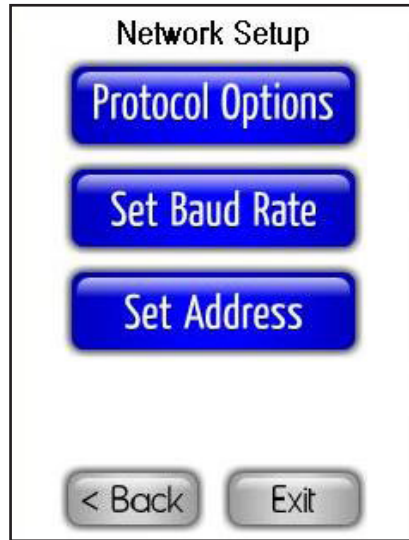 Network Setup
Protocol Options
Set Baud Rate
Set Address
< Back Exit